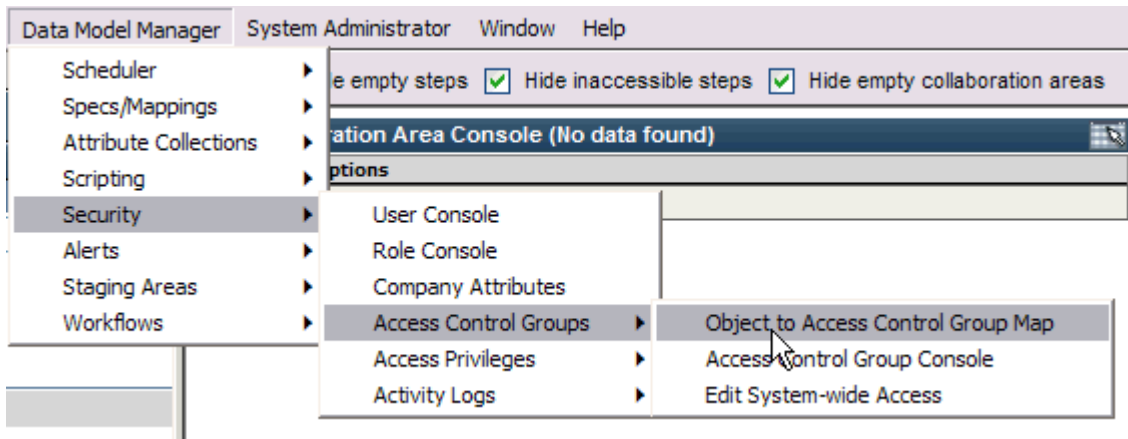 Data Model Manager System Administrator Window Help
Scheduler e empty steps Hide inaccessible steps Hide empty collaboration areas
Specs/Mappings
Attribute Collections ration Area Console (No data found)
Scripting ptions
Security User Console
Alerts Role Console
Staging Areas Company Attributes
Workflows Access Control Groups Object to Access Control Group Map
Access Privileges Access Control Group Console
Activity Logs Edit System-wide Access